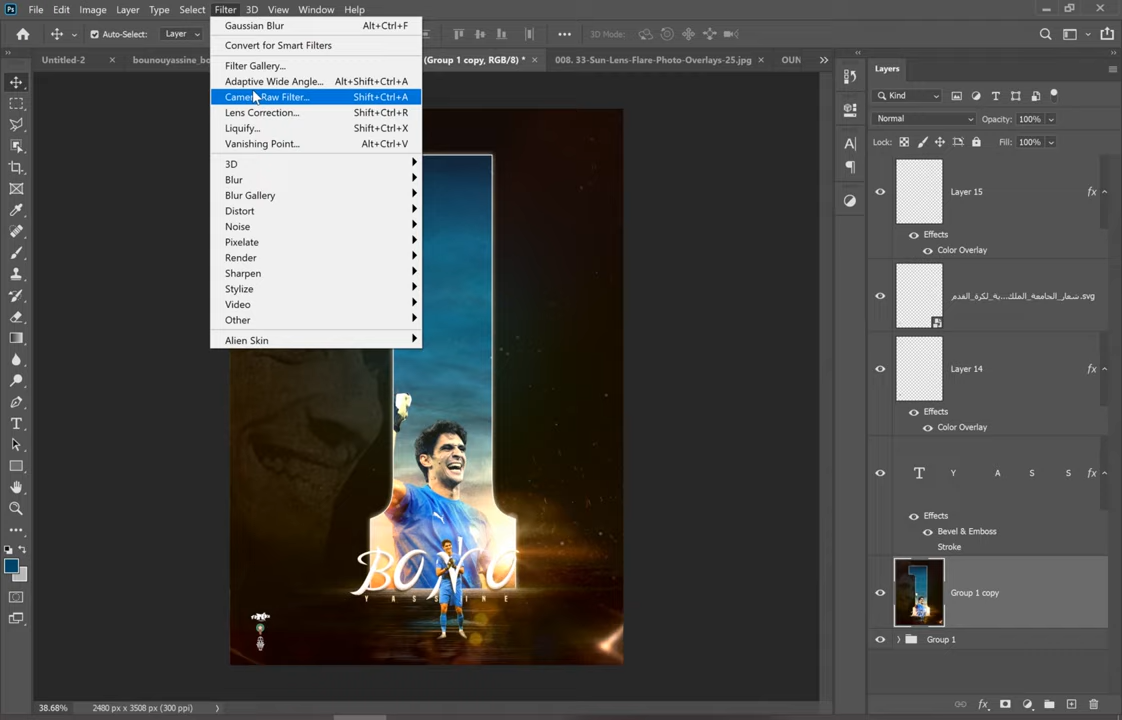 Ps File Edit Image Layer Type Select Filter 3D View Window Help
Auto-Select: Layer
3D Mode:
Untitled-2
(Group 1 copy, RGB/8) *
008. 33-Sun-Lens-Flare-Photo-Overlays-25.jpg
OUN
Gaussian Blur Alt+Ctrl+F
Convert for Smart Filters
Filter Gallery...
Adaptive Wide Angle... Alt+Shift+Ctrl+A
Camera Raw Filter... Shift+Ctrl+A
Lens Correction... Shift+Ctrl+R
Liquify... Shift+Ctrl+X
Vanishing Point... Alt+Ctrl+V
3D
Blur
Blur Gallery
Distort
Noise
Pixelate
Render
Sharpen
Stylize
Video
Other
Alien Skin
BONO
Y A S S I N E
38.68%
2480 px x 3508 px (300 ppi)
Layers
Kind
Normal
Opacity: 100%
Lock:
Fill: 100%
Layer 15
fx
Effects
Color Overlay
شعار_الجامعة_الملك...ية_لكرة_القدم.svg
Layer 14
fx
Effects
Color Overlay
T Y A S S
fx
Effects
Bevel & Emboss
Stroke
Group 1 copy
Group 1